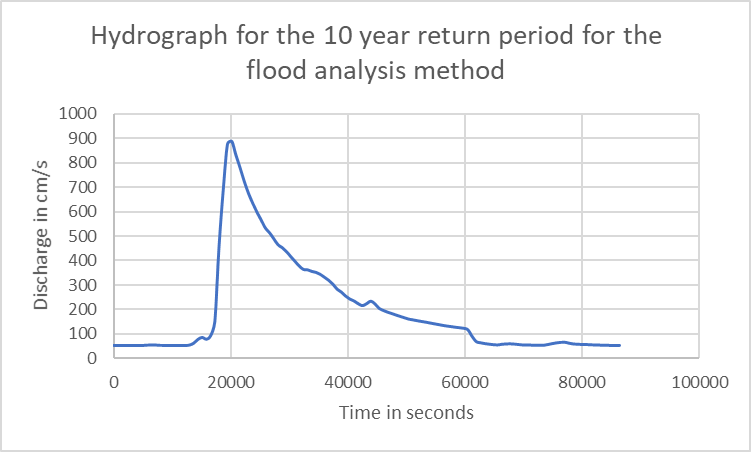 Hydrograph for the 10 year return period for the
flood analysis method
Discharge in cm/s
1000
900
800
700
600
500
400
300
200
100
0
0 20000 40000 60000 80000 100000
Time in seconds